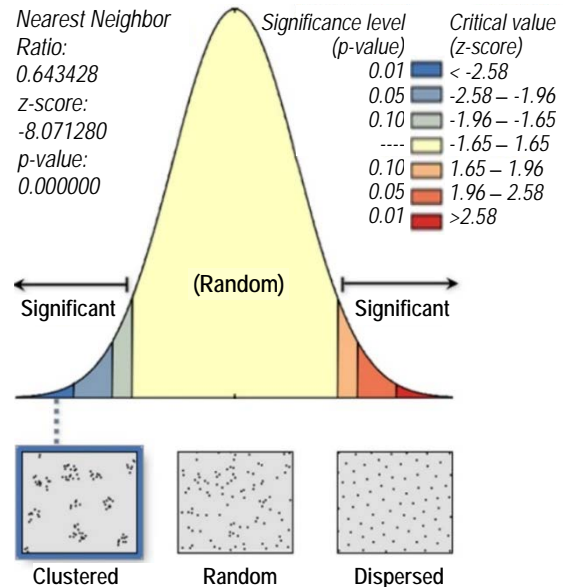 Nearest Neighbor
Ratio:
0.643428
z-score:
-8.071280
p-value:
0.000000
Significance level
(p-value)
Critical value
(z-score)
0.01 < -2.58
0.05 -2.58 – -1.96
0.10 -1.96 – -1.65
---- -1.65 – 1.65
0.10 1.65 – 1.96
0.05 1.96 – 2.58
0.01 >2.58
Significant
(Random)
Significant
Clustered
Random
Dispersed